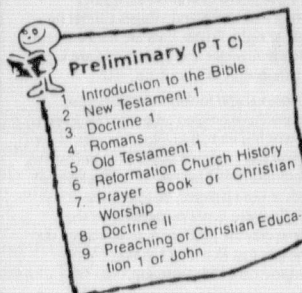 Preliminary (P T C)
1 Introduction to the Bible
2 New Testament 1
3 Doctrine 1
4 Romans
5 Old Testament 1
6 Reformation Church History
7. Prayer Book or Christian
Worship
8 Doctrine II
9 Preaching or Christian Educa-
tion 1 or John